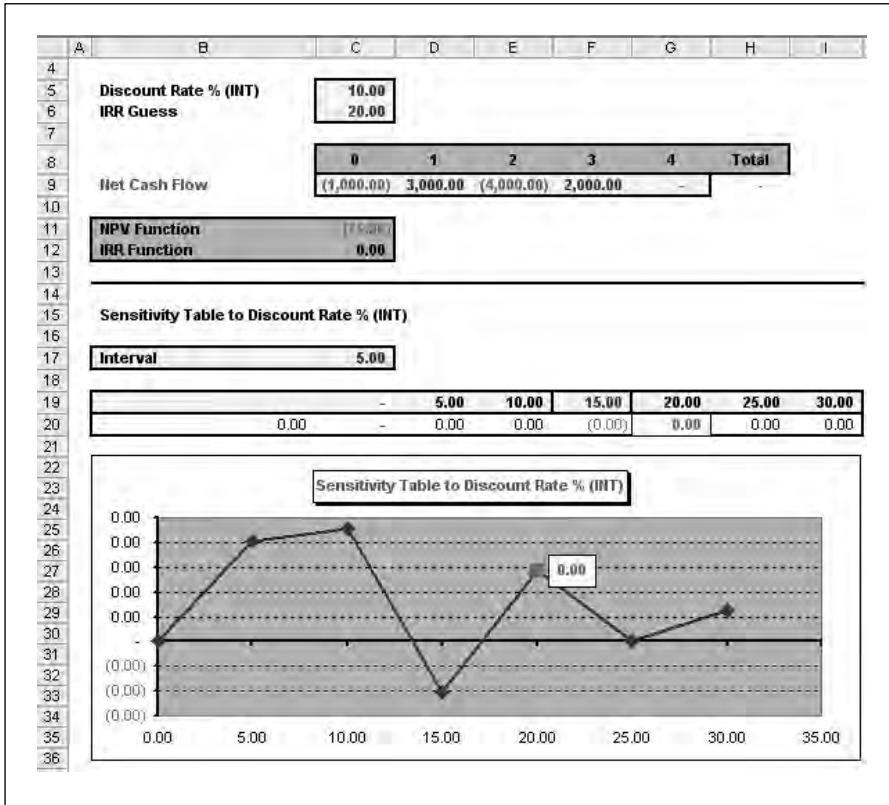 A B C D E F G H I
4
5 Discount Rate % (INT) 10.00
6 IRR Guess 20.00
7
8 0 1 2 3 4 Total
9 Net Cash Flow (1,000.00) 3,000.00 (4,000.00) 2,000.00 - -
10
11 NPV Function
12 IRR Function 0.00
13
14
15 Sensitivity Table to Discount Rate % (INT)
16
17 Interval 5.00
18
19 - 5.00 10.00 15.00 20.00 25.00 30.00
20 0.00 - 0.00 0.00 (0.00) 0.00 0.00 0.00
21
22
23 Sensitivity Table to Discount Rate % (INT)
24
25 0.00
26 0.00
27 0.00 0.00
28 0.00
29 0.00
30 -
31
32 (0.00)
33 (0.00)
34 (0.00)
35 0.00 5.00 10.00 15.00 20.00 25.00 30.00 35.00
36